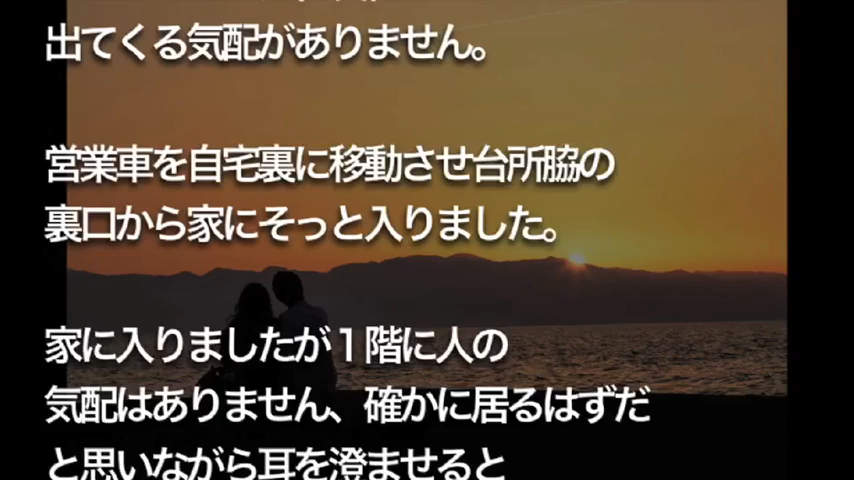 出てくる気配がありません。
営業車を自宅裏に移動させ台所脇の
裏口から家にそっと入りました。
家に入りましたが１階に人の
気配はありません、確かに居るはずだ
と思いながら耳を澄ませると